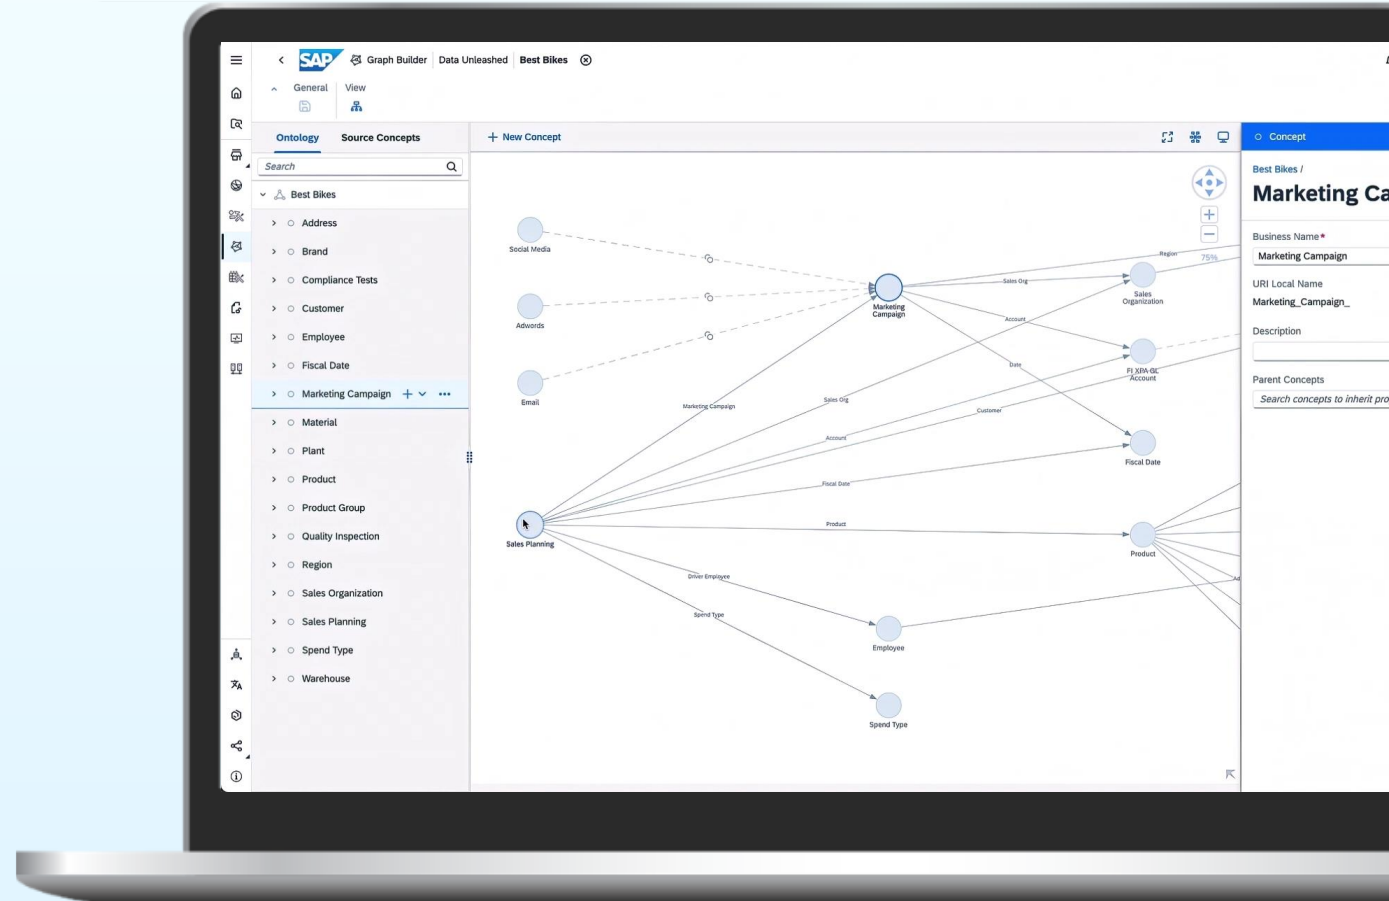 SAP Graph Builder Data Unleashed Best Bikes
General View
Ontology Source Concepts
Search
Best Bikes
Address
Brand
Compliance Tests
Customer
Employee
Fiscal Date
Marketing Campaign
Material
Plant
Product
Product Group
Quality Inspection
Region
Sales Organization
Sales Planning
Spend Type
Warehouse
New Concept
75%
Social Media
Adwords
Email
Marketing
Campaign
Region
Sales Org
Sales
Organization
Account
FI XPA GL
Account
Date
Marketing Campaign
Sales Org
Customer
Account
Fiscal Date
Fiscal Date
Sales Planning
Product
Product
Driver Employee
Employee
Spend Type
Spend Type
Concept
Best Bikes /
Marketing Ca
Business Name*
Marketing Campaign
URI Local Name
Marketing_Campaign_
Description
Parent Concepts
Search concepts to inherit pro